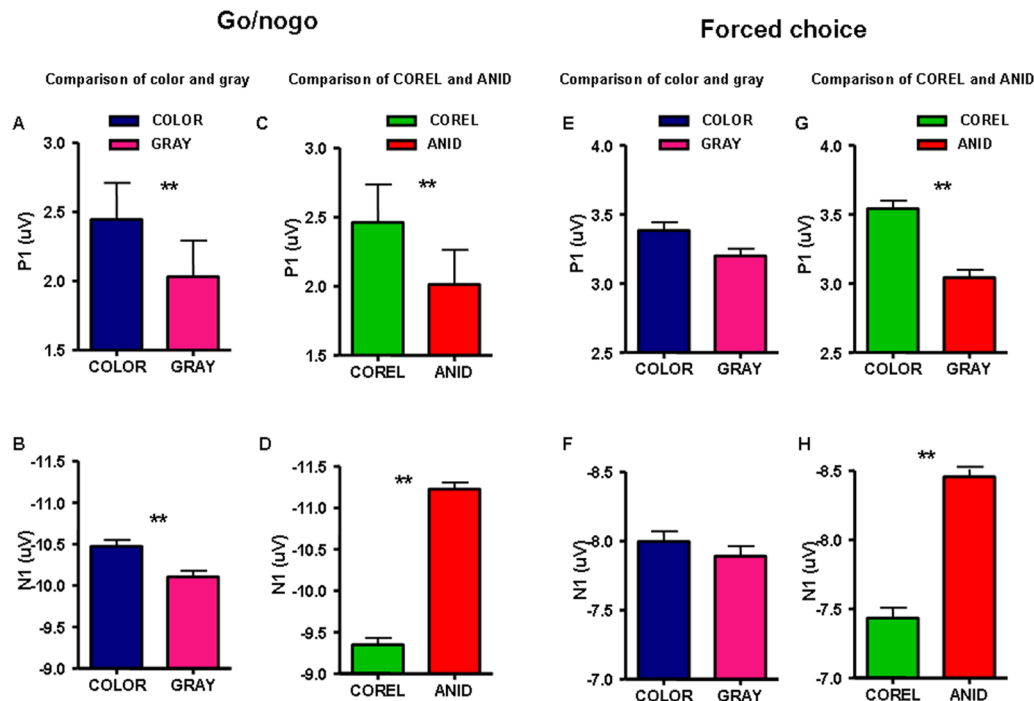 Go/nogo
Forced choice
Comparison of color and gray
Comparison of COREL and ANID
Comparison of color and gray
Comparison of COREL and ANID
A
COLOR
GRAY
3.0
2.5
2.0
1.5
P1 (uV)
**
COLOR GRAY
C
COREL
ANID
3.0
2.5
2.0
1.5
P1 (uV)
**
COREL ANID
E
COLOR
GRAY
4.0
3.5
3.0
2.5
P1 (uV)
COLOR GRAY
G
COREL
ANID
4.0
3.5
3.0
2.5
P1 (uV)
**
COLOR GRAY
B
-11.5
-11.0
-10.5
-10.0
-9.5
-9.0
N1 (uV)
**
COLOR GRAY
D
-11.5
-11.0
-10.5
-10.0
-9.5
-9.0
N1 (uV)
**
COREL ANID
F
-8.5
-8.0
-7.5
-7.0
N1 (uV)
COLOR GRAY
H
-8.5
-8.0
-7.5
-7.0
N1 (uV)
**
COREL ANID